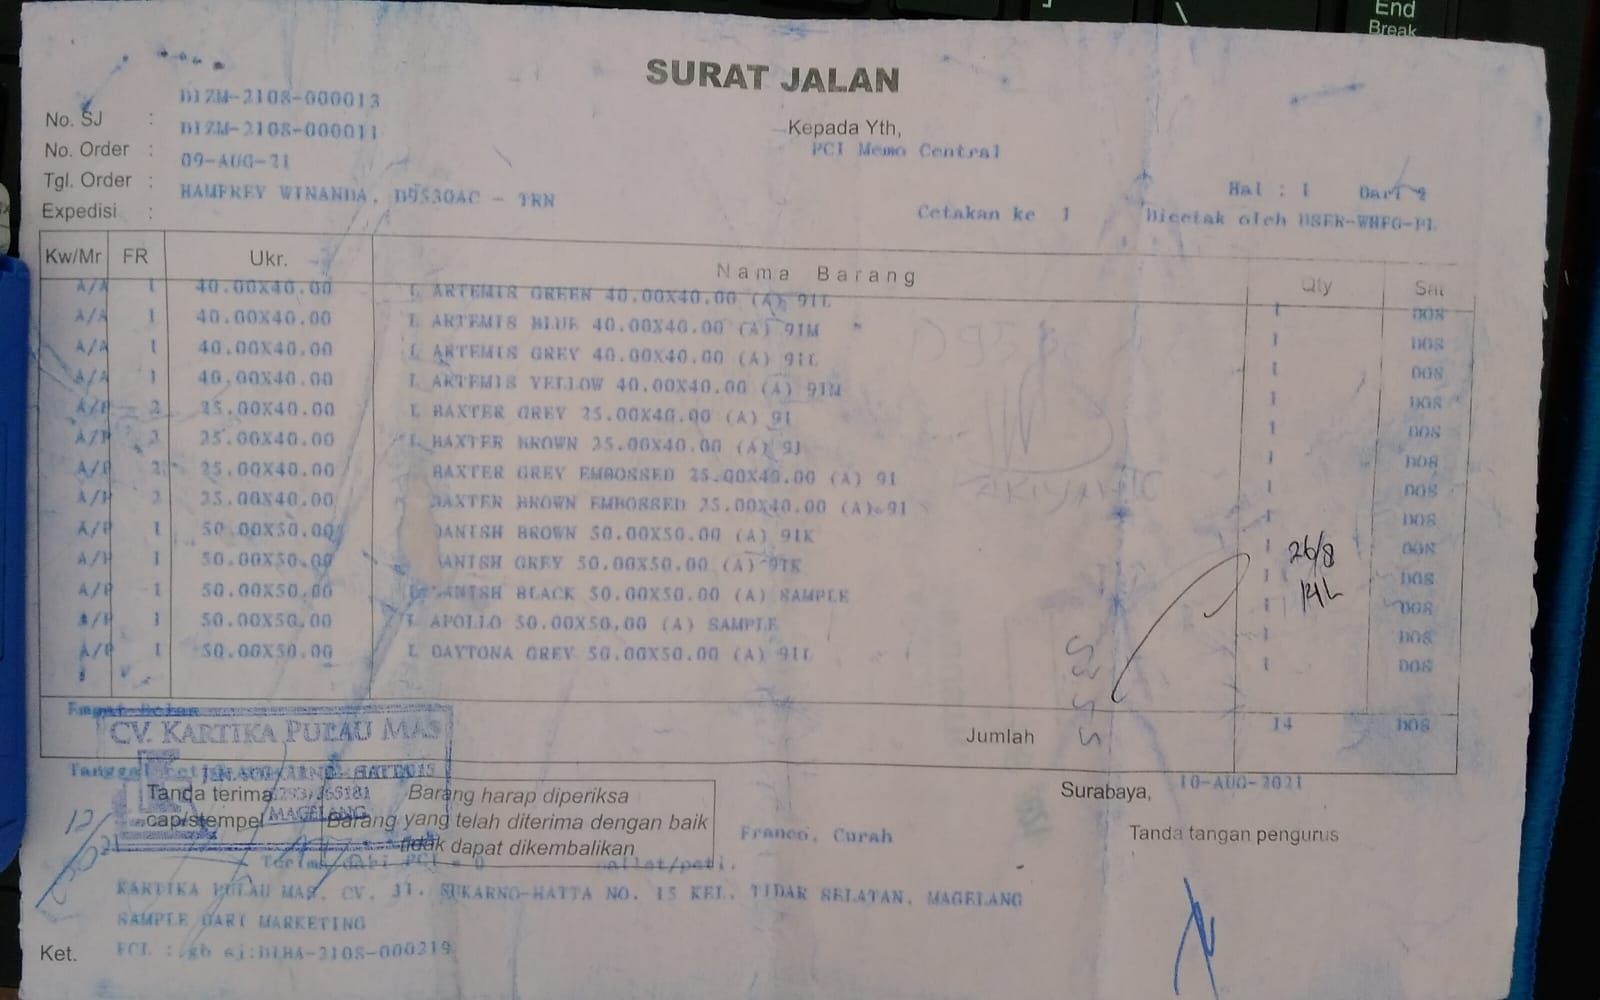 End
Break
SURAT JALAN
No. SJ : B1ZM-2108-000013
No. Order : B1ZM-2108-000011
Tgl. Order : 09-AUG-21
Expedisi : HAMFREY WINANDA, D9530AC - TRN
Kepada Yth,
PCI Memo Central
Hal : 1 Dari
Cetakan ke 1 Dicetak oleh USER-WHFG-P1
Kw/Mr FR Ukr. Nama Barang Qty Sat
A/A 1 40.00X40.00 L ARTEMIS GREEN 40.00X40.00 (A) 91L 1 DOS
A/A 1 40.00X40.00 L ARTEMIS BLUE 40.00X40.00 (A) 91M 1 DOS
A/A 1 40.00X40.00 L ARTEMIS GREY 40.00X40.00 (A) 91L 1 DOS
A/A 1 40.00X40.00 L ARTEMIS YELLOW 40.00X40.00 (A) 91M 1 DOS
A/P 2 25.00X40.00 L BAXTER GREY 25.00X40.00 (A) 91 1 DOS
A/P 2 25.00X40.00 L BAXTER BROWN 25.00X40.00 (A) 91 1 DOS
A/P 2 25.00X40.00 BAXTER GREY EMBOSSED 25.00X40.00 (A) 91 1 DOS
A/P 2 25.00X40.00 BAXTER BROWN EMBOSSED 25.00X40.00 (A) 91 1 DOS
A/P 1 50.00X50.00 DANISH BROWN 50.00X50.00 (A) 91K 1 DOS
A/P 1 50.00X50.00 ANISH GREY 50.00X50.00 (A) 91K 1 DOS
A/P 1 50.00X50.00 ANISH BLACK 50.00X50.00 (A) SAMPLE 1 DOS
A/P 1 50.00X50.00 L APOLLO 50.00X50.00 (A) SAMPLE 1 DOS
A/P 1 50.00X50.00 L DAYTONA GREY 50.00X50.00 (A) 91L 1 DOS
26/8
Empat Belas
Jumlah 14 DOS
CV. KARTIKA PULAU MAS
MAGELANG
Tanda terima
cap/stempel
Barang harap diperiksa
Barang yang telah diterima dengan baik
tidak dapat dikembalikan
Franco, Curah
Surabaya, 10-AUG-2021
Tanda tangan pengurus
Terima dari PCI = 0 pallet/peti.
KARTIKA PULAU MAS, CV. Jl. SUKARNO-HATTA NO. 15 KEL. TIDAR SELATAN, MAGELANG
SAMPLE DARI MARKETING
Ket. PCI : gb sj:D1HA-2108-000219